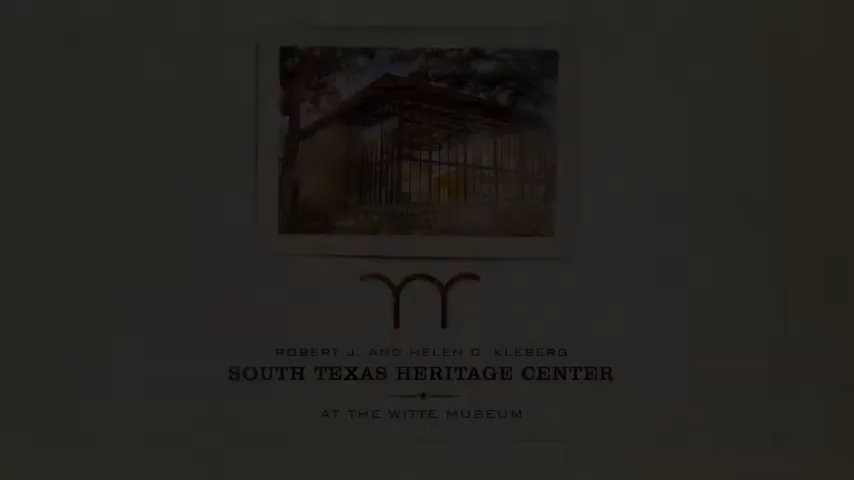 ROBERT J. AND HELEN C. KLEBERG
SOUTH TEXAS HERITAGE CENTER
AT THE WITTE MUSEUM